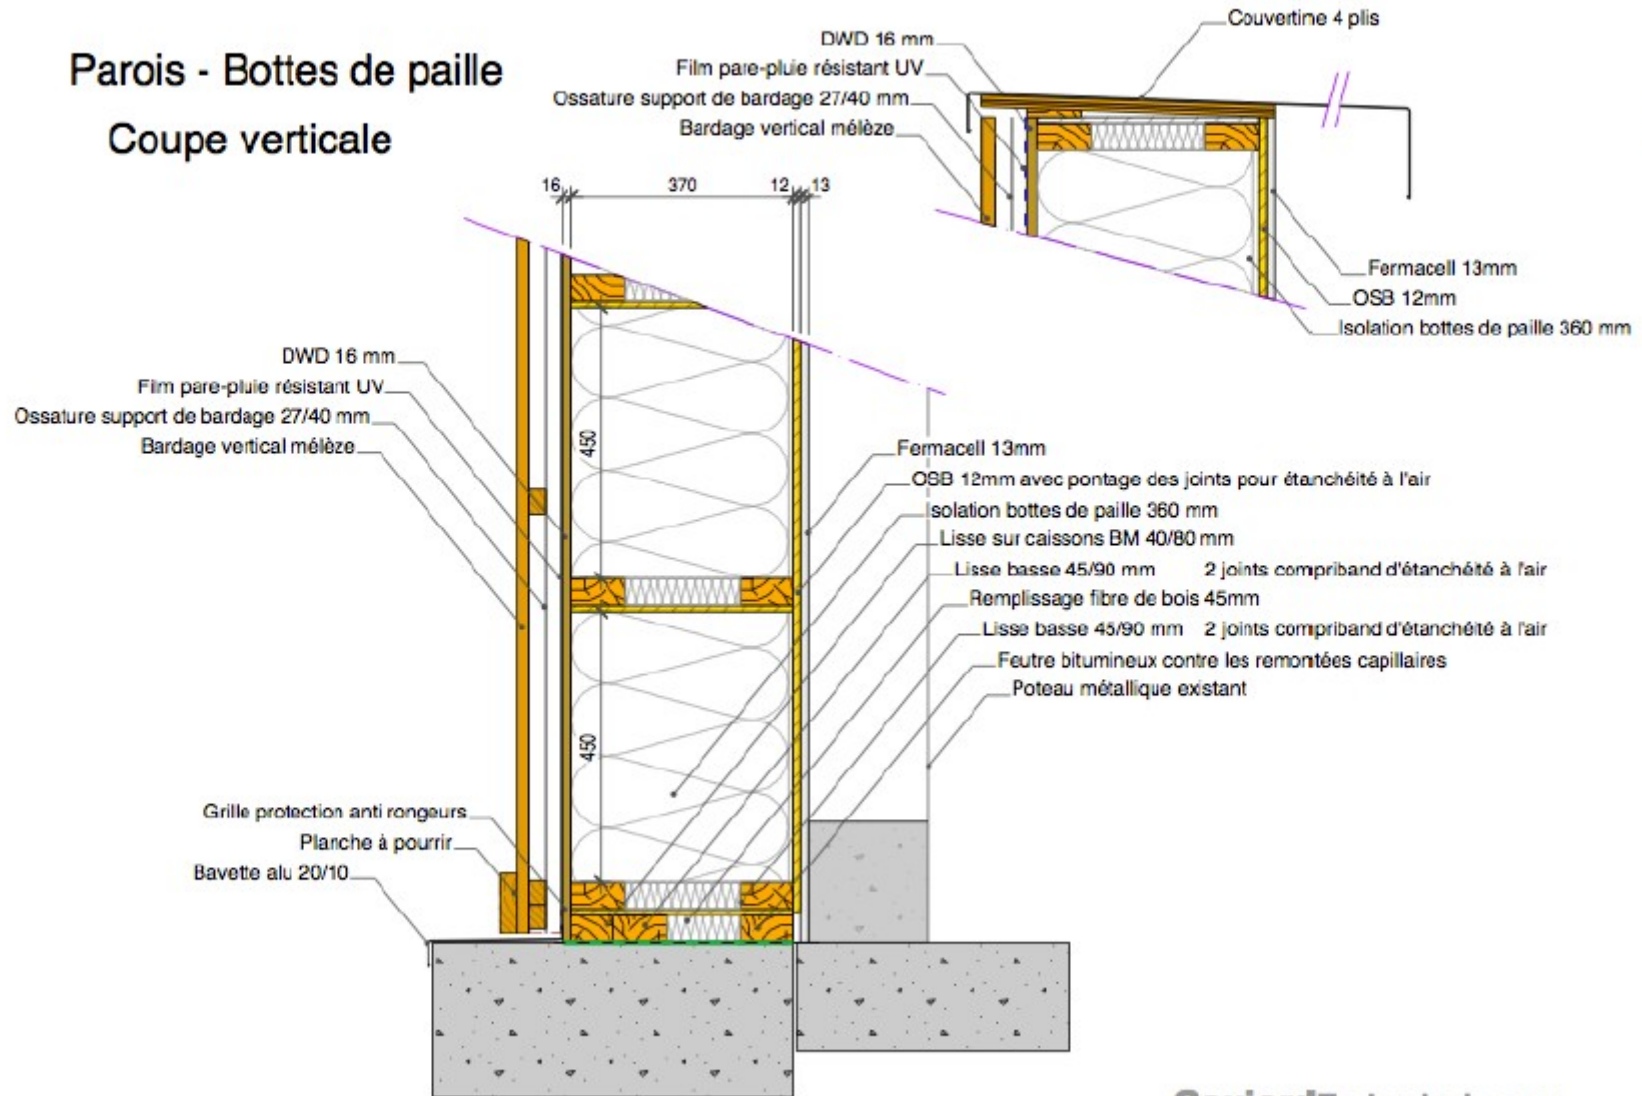 Parois - Bottes de paille
Coupe verticale
Couvertine 4 plis
DWD 16 mm
Film pare-pluie résistant UV
Ossature support de bardage 27/40 mm
Bardage vertical mélèze
16 370 12 13
Fermacell 13mm
OSB 12mm
Isolation bottes de paille 360 mm
DWD 16 mm
Film pare-pluie résistant UV
Ossature support de bardage 27/40 mm
Bardage vertical mélèze
450
Fermacell 13mm
OSB 12mm avec pontage des joints pour étanchéité à l'air
Isolation bottes de paille 360 mm
Lisse sur caissons BM 40/80 mm
Lisse basse 45/90 mm 2 joints compriband d'étanchéité à l'air
Remplissage fibre de bois 45mm
Lisse basse 45/90 mm 2 joints compriband d'étanchéité à l'air
Feutre bitumineux contre les remontées capillaires
Poteau métallique existant
450
Grille protection anti rongeurs
Planche à pourrir
Bavette alu 20/10